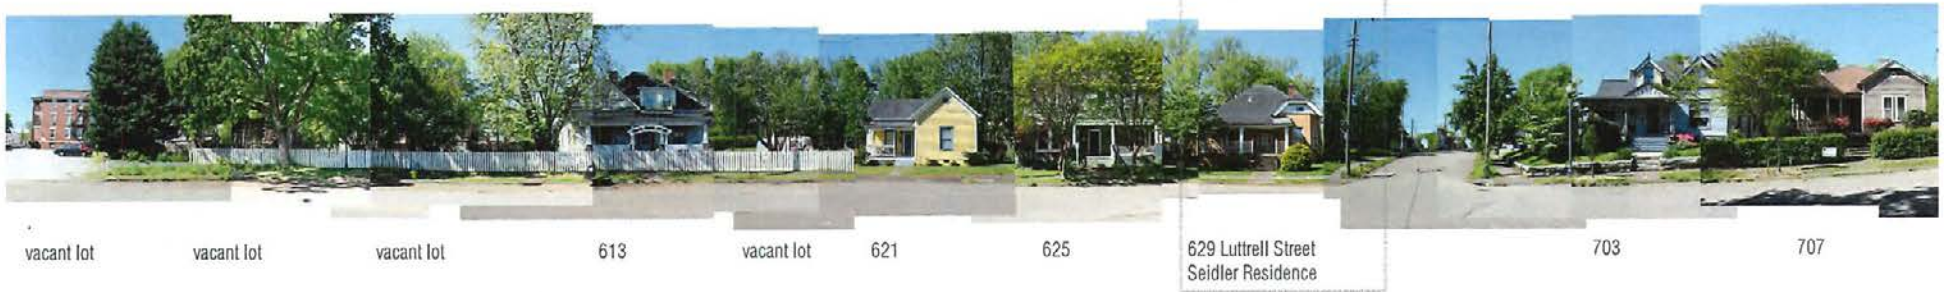 vacant lot
vacant lot
vacant lot
613
vacant lot
621
625
629 Luttrell Street
Seidler Residence
703
707